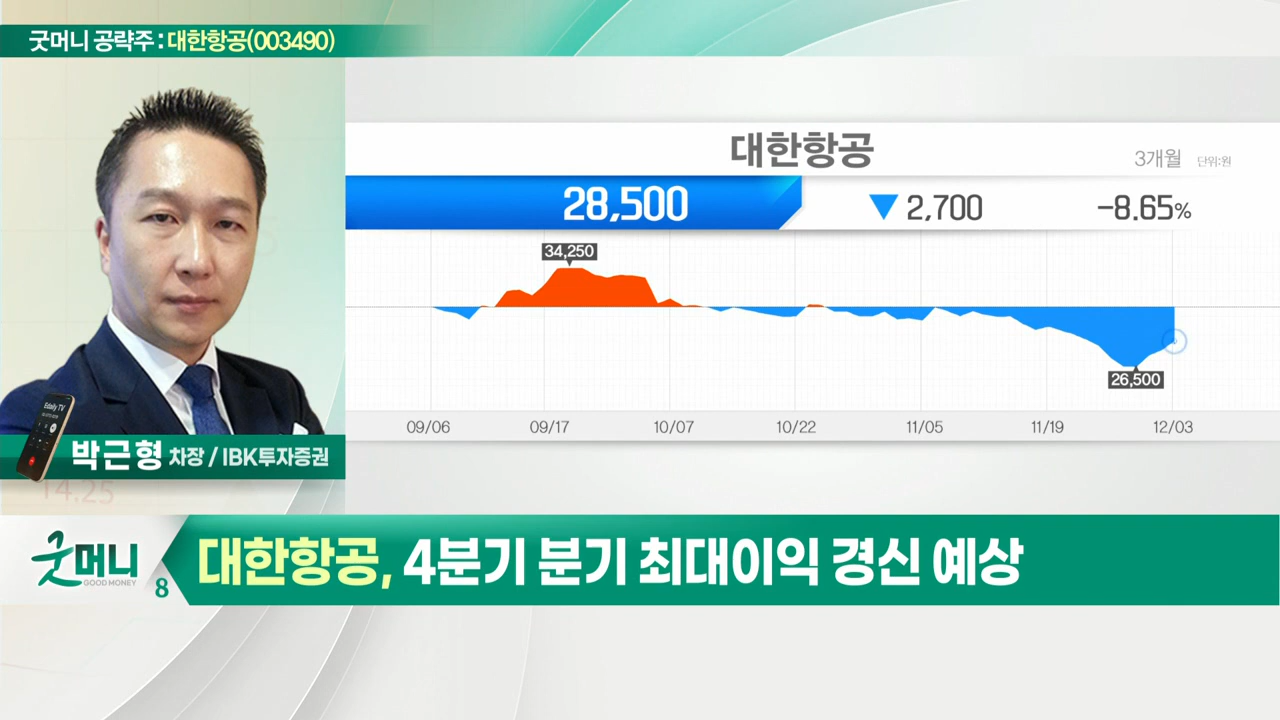 굿머니 공략주 : 대한항공(003490)
대한항공
3개월 단위:원
28,500 ▼ 2,700 -8.65%
34,250
26,500
09/06 09/17 10/07 10/22 11/05 11/19 12/03
Edaily TV
박근형 차장 / IBK투자증권
14.25
굿머니
GOOD MONEY
8
대한항공, 4분기 분기 최대이익 경신 예상